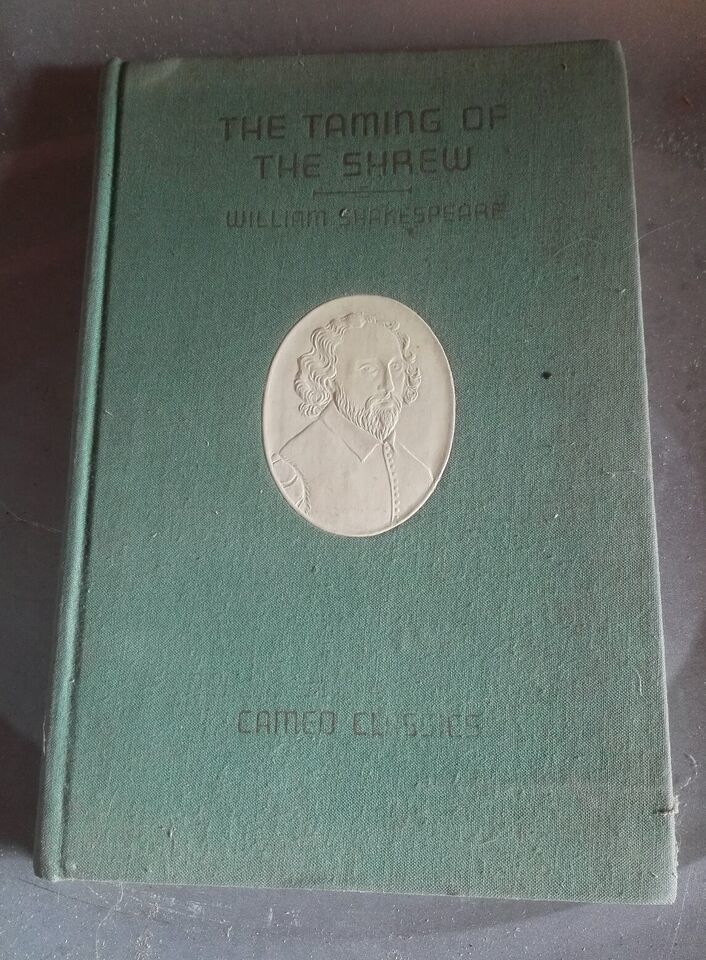 THE TAMING OF
THE SHREW
WILLIAM SHAKESPEARE
CAMEO CLASSICS